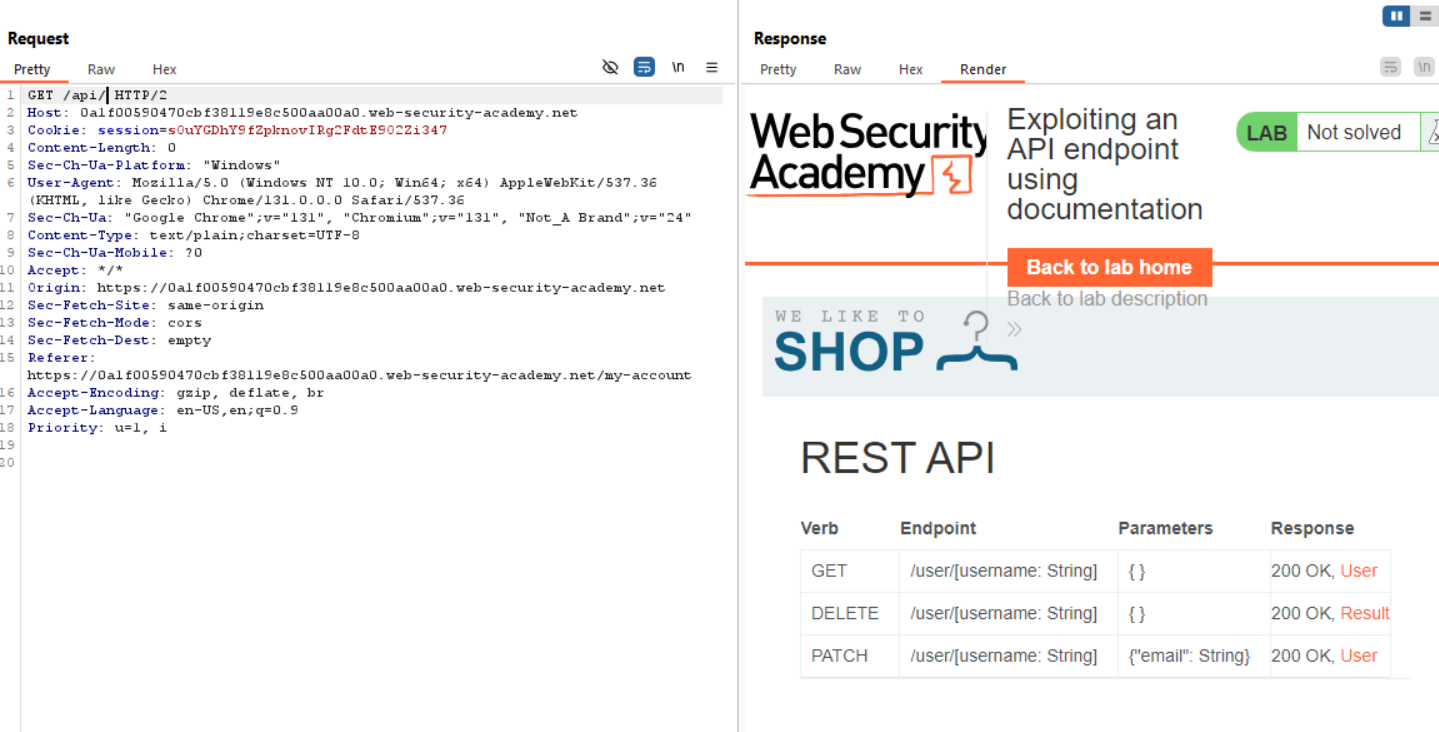 Request
Pretty Raw Hex
\n
1 GET /api/ HTTP/2
2 Host: 0a1f00590470cbf38119e8c500aa00a0.web-security-academy.net
3 Cookie: session=s0uYGDhY9fZpknovIRg2FdtE902Zi347
4 Content-Length: 0
5 Sec-Ch-Ua-Platform: "Windows"
6 User-Agent: Mozilla/5.0 (Windows NT 10.0; Win64; x64) AppleWebKit/537.36
(KHTML, like Gecko) Chrome/131.0.0.0 Safari/537.36
7 Sec-Ch-Ua: "Google Chrome";v="131", "Chromium";v="131", "Not_A Brand";v="24"
8 Content-Type: text/plain;charset=UTF-8
9 Sec-Ch-Ua-Mobile: ?0
10 Accept: */*
11 Origin: https://0a1f00590470cbf38119e8c500aa00a0.web-security-academy.net
12 Sec-Fetch-Site: same-origin
13 Sec-Fetch-Mode: cors
14 Sec-Fetch-Dest: empty
15 Referer:
https://0a1f00590470cbf38119e8c500aa00a0.web-security-academy.net/my-account
16 Accept-Encoding: gzip, deflate, br
17 Accept-Language: en-US,en;q=0.9
18 Priority: u=1, i
19
20
Response
Pretty Raw Hex Render
\n
Web Security
Academy
Exploiting an
API endpoint
using
documentation
LAB Not solved
Back to lab home
Back to lab description
WE LIKE TO
SHOP
REST API
Verb Endpoint Parameters Response
GET /user/[username: String] { } 200 OK, User
DELETE /user/[username: String] { } 200 OK, Result
PATCH /user/[username: String] {"email": String} 200 OK, User